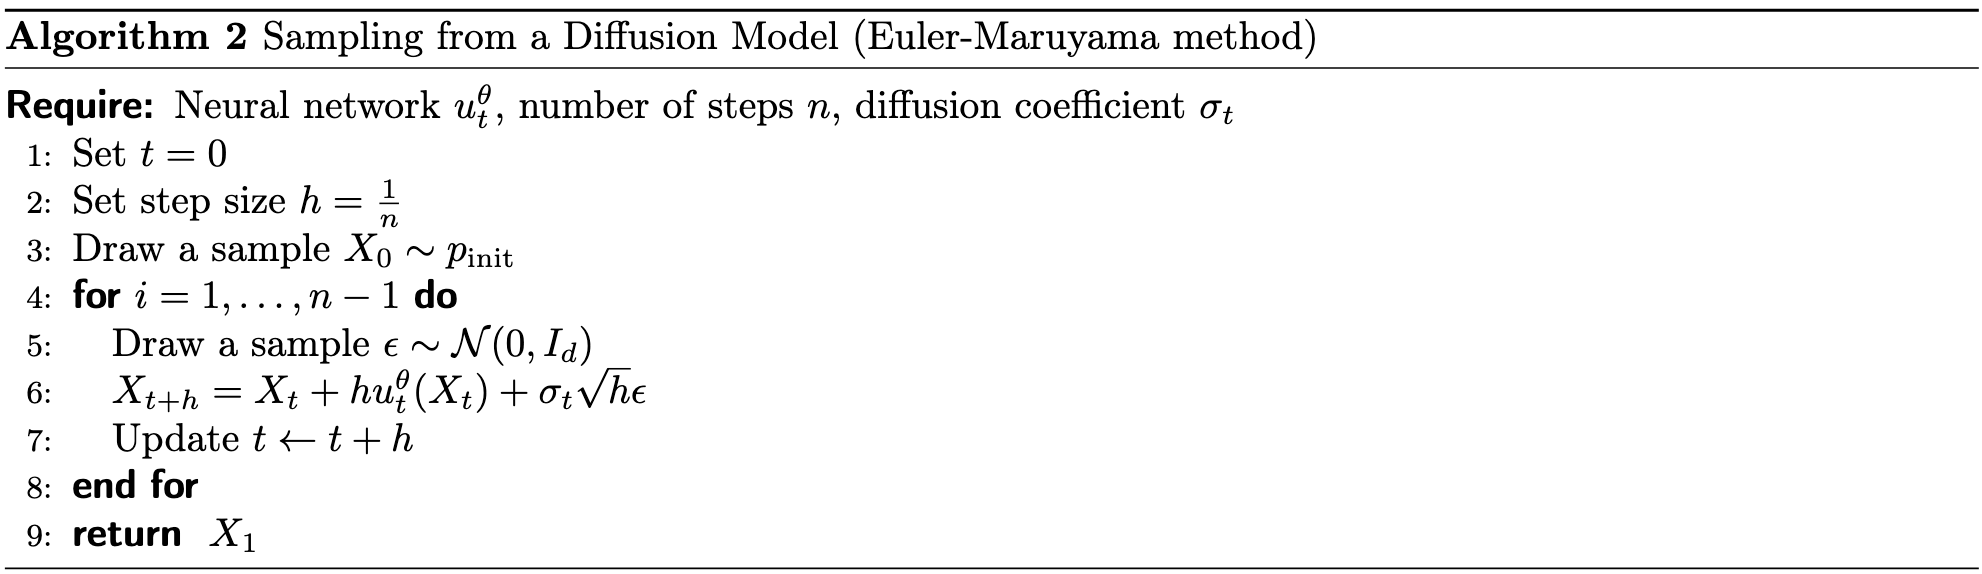 Algorithm 2 Sampling from a Diffusion Model (Euler-Maruyama method)
Require: Neural network $u_t^\theta$, number of steps $n$, diffusion coefficient $\sigma_t$
1: Set $t = 0$
2: Set step size $h = \frac{1}{n}$
3: Draw a sample $X_0 \sim p_{\text{init}}$
4: for $i = 1, \ldots, n - 1$ do
5: Draw a sample $\epsilon \sim \mathcal{N}(0, I_d)$
6: $X_{t+h} = X_t + hu_t^\theta(X_t) + \sigma_t\sqrt{h}\epsilon$
7: Update $t \leftarrow t + h$
8: end for
9: return $X_1$